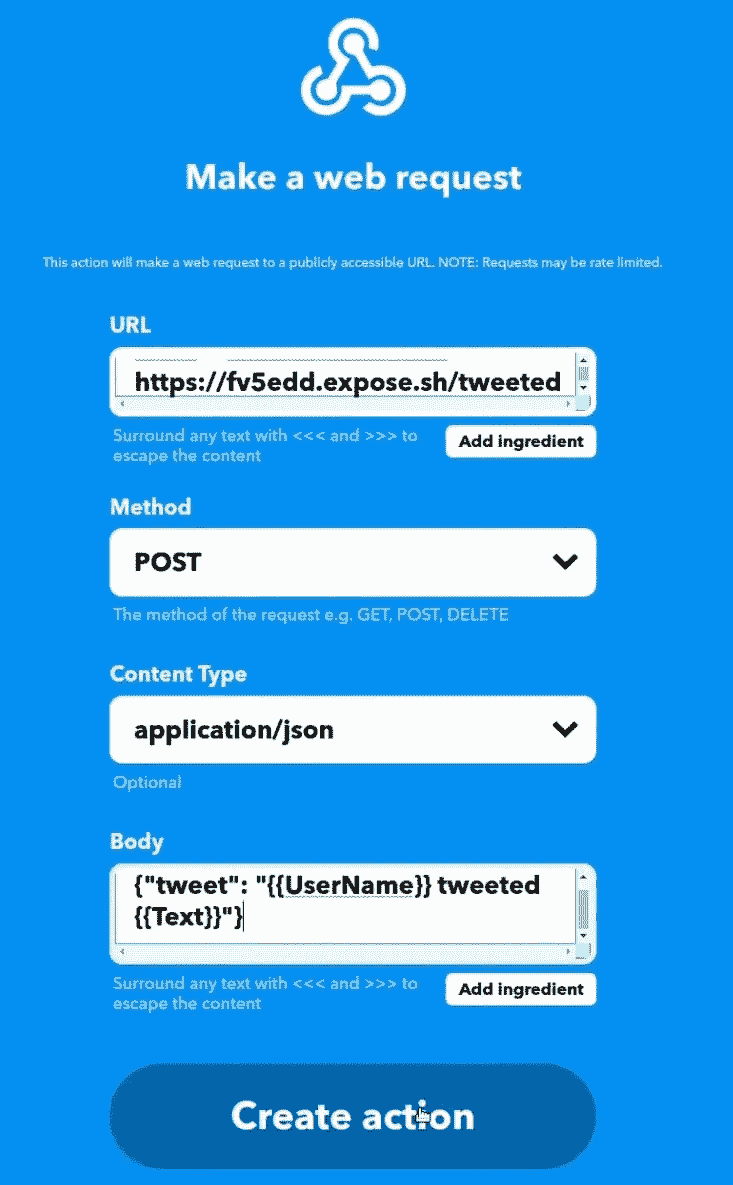 Make a web request
This action will make a web request to a publicly accessible URL. NOTE: Requests may be rate limited.
URL
https://fv5edd.expose.sh/tweeted
Surround any text with <<< and >>> to
escape the content
Add ingredient
Method
POST
The method of the request e.g. GET, POST, DELETE
Content Type
application/json
Optional
Body
{"tweet": "{{UserName}} tweeted
{{Text}}"}
Surround any text with <<< and >>> to
escape the content
Add ingredient
Create action